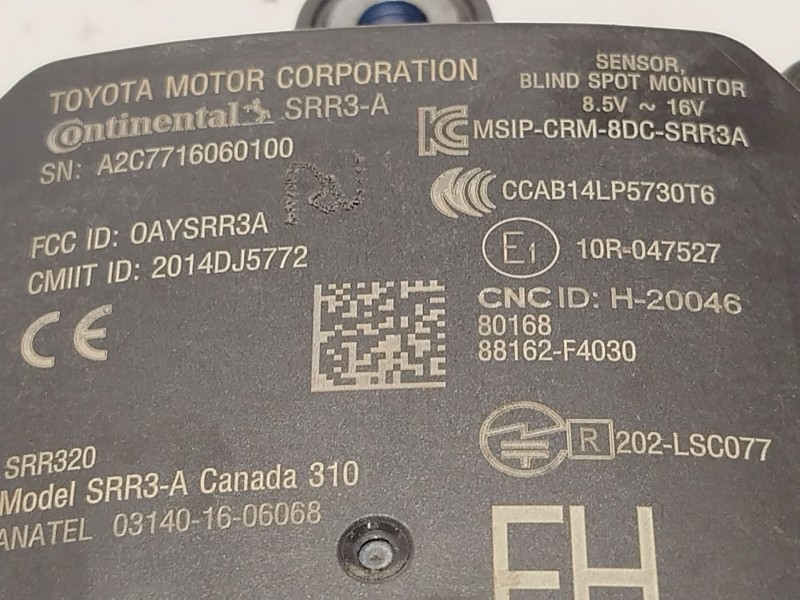 TOYOTA MOTOR CORPORATION
Continental SRR3-A
SN: A2C7716060100
SENSOR,
BLIND SPOT MONITOR
8.5V ~ 16V
MSIP-CRM-8DC-SRR3A
CCAB14LP5730T6
FCC ID: OAYSRR3A
CMIIT ID: 2014DJ5772
CE
E1 10R-047527
CNC ID: H-20046
80168
88162-F4030
R 202-LSC077
SRR320
Model SRR3-A Canada 310
ANATEL 03140-16-06068
FH